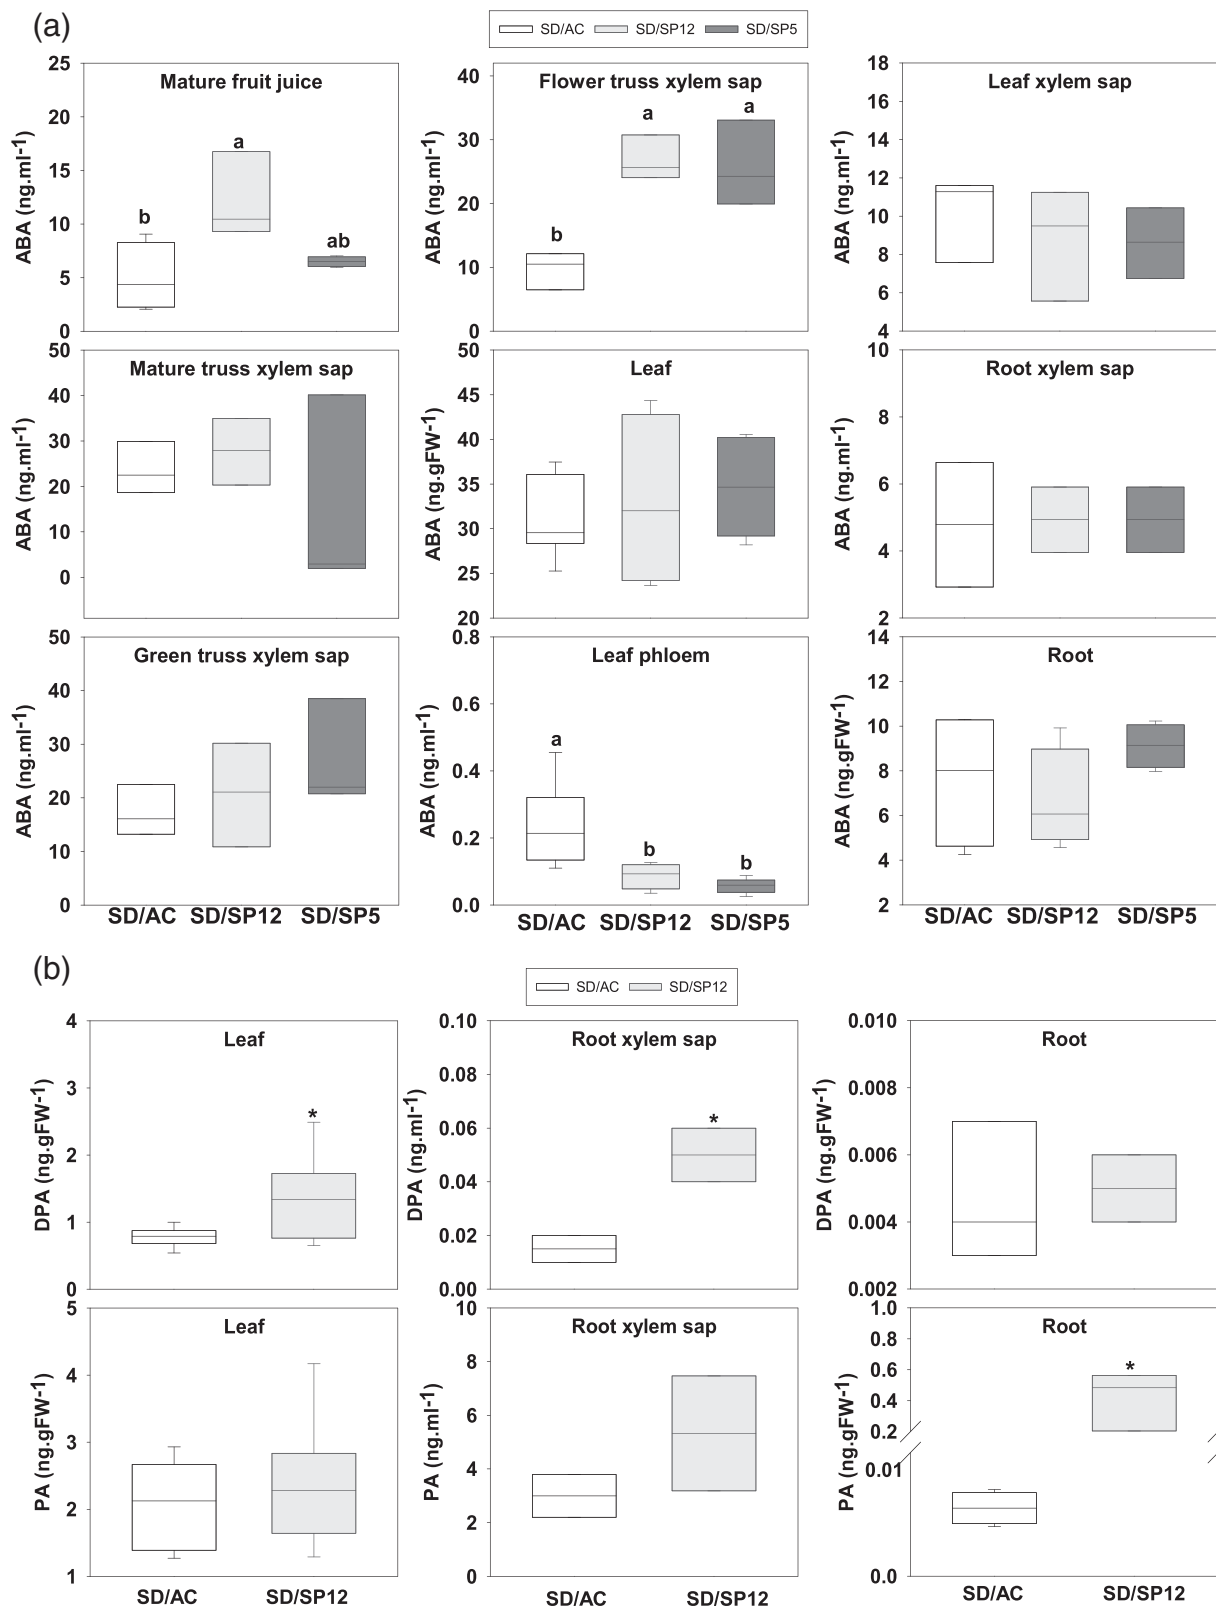 (a)
SD/AC SD/SP12 SD/SP5
Mature fruit juice
ABA (ng.ml-1)
25
20
15
10
5
0
b a ab
Flower truss xylem sap
ABA (ng.ml-1)
40
30
20
10
0
b a a
Leaf xylem sap
ABA (ng.ml-1)
18
16
14
12
10
8
6
4
Mature truss xylem sap
ABA (ng.ml-1)
50
40
30
20
10
0
Leaf
ABA (ng.gFW-1)
50
45
40
35
30
25
20
Root xylem sap
ABA (ng.ml-1)
10
8
6
4
2
Green truss xylem sap
ABA (ng.ml-1)
50
40
30
20
10
0
SD/AC SD/SP12 SD/SP5
Leaf phloem
ABA (ng.ml-1)
0.8
0.6
0.4
0.2
0.0
a b b
SD/AC SD/SP12 SD/SP5
Root
ABA (ng.gFW-1)
14
12
10
8
6
4
2
SD/AC SD/SP12 SD/SP5
(b)
SD/AC SD/SP12
Leaf
DPA (ng.gFW-1)
4
3
2
1
0
*
Root xylem sap
DPA (ng.ml-1)
0.10
0.08
0.06
0.04
0.02
0.00
*
Root
DPA (ng.gFW-1)
0.010
0.008
0.006
0.004
0.002
Leaf
PA (ng.gFW-1)
5
4
3
2
1
SD/AC SD/SP12
Root xylem sap
PA (ng.ml-1)
10
8
6
4
2
0
SD/AC SD/SP12
Root
PA (ng.gFW-1)
1.0
0.8
0.6
0.4
0.2
0.01
0.0
*
SD/AC SD/SP12